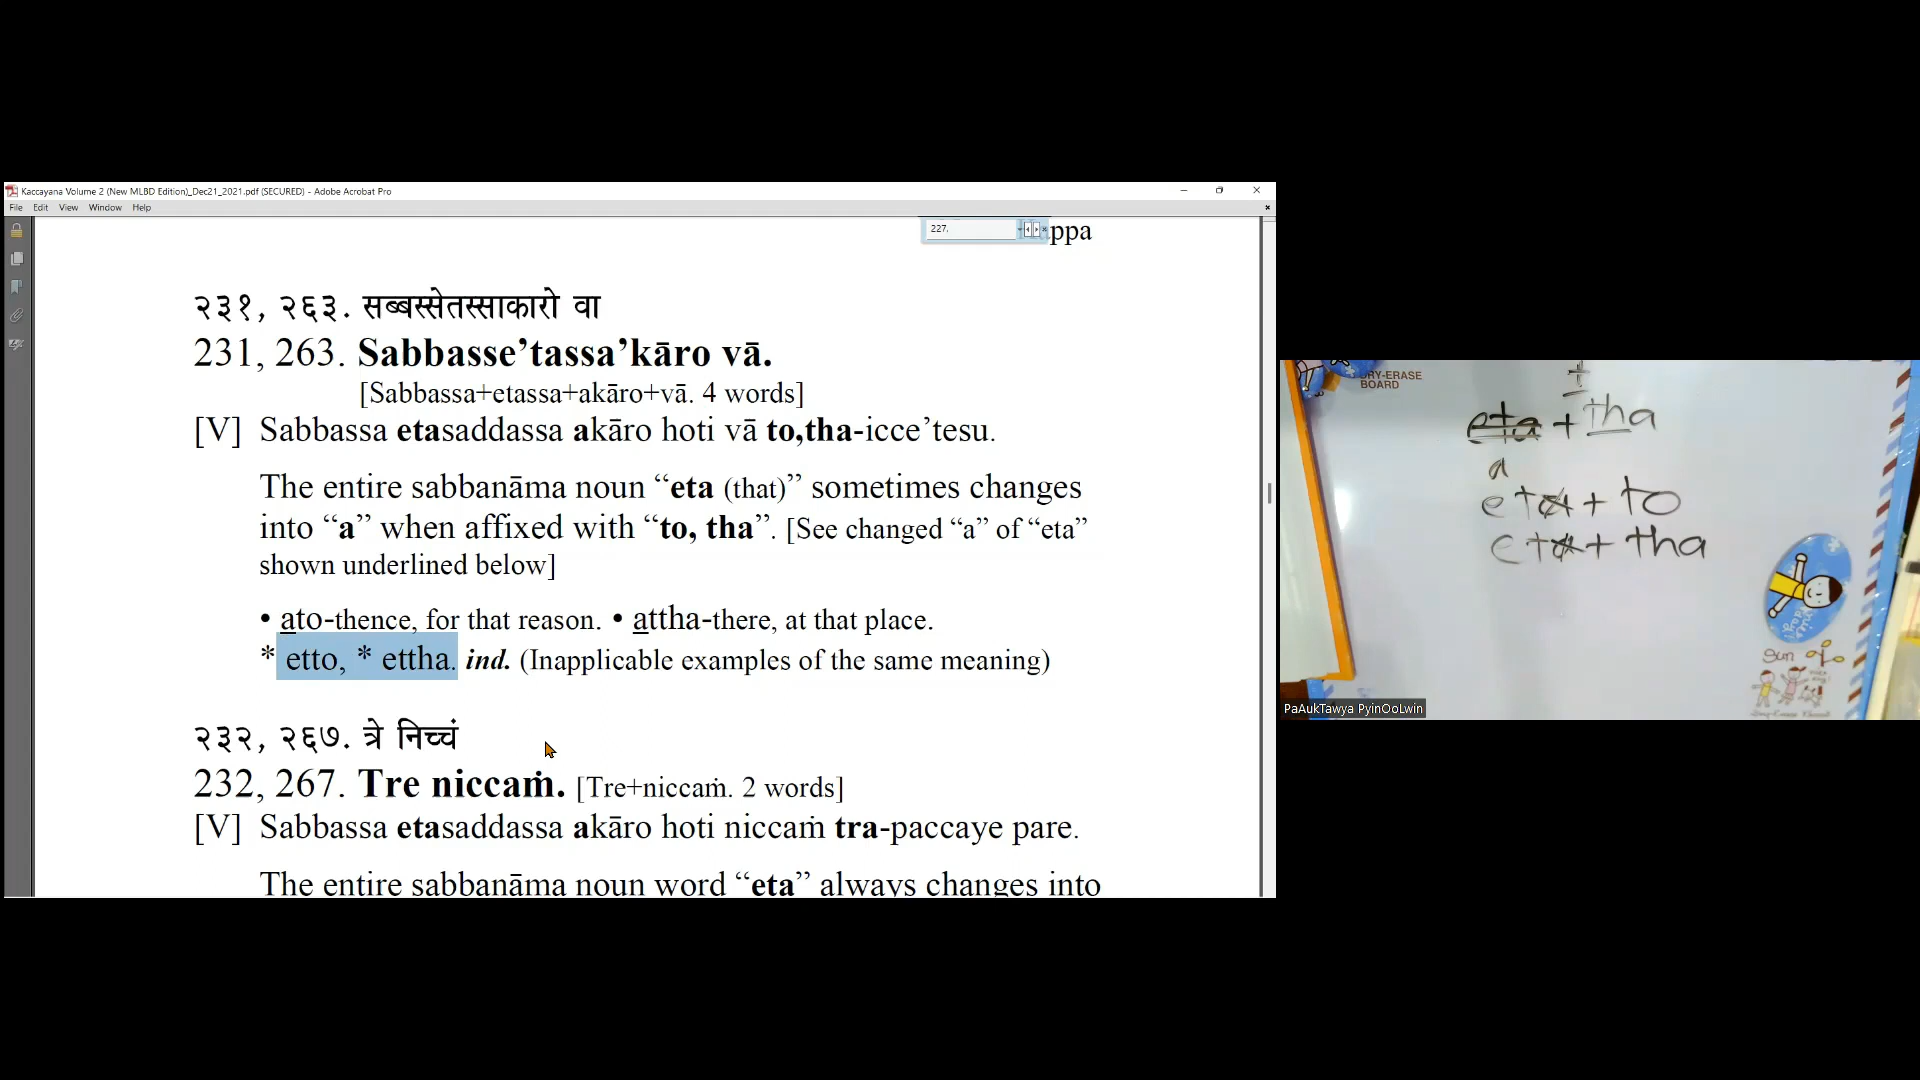 Kaccayana Volume 2 (New MLBD Edition)_Dec21_2021.pdf (SECURED) - Adobe Acrobat Pro
File Edit View Window Help
227.
appa
२३१, २६३. सब्बस्सेतस्साकारो वा
231, 263. Sabbasse’tassa’kāro vā.
[Sabbassa+etassa+akāro+vā. 4 words]
[V] Sabbassa etasaddassa akāro hoti vā to,tha-icce’tesu.
The entire sabbanāma noun “eta (that)” sometimes changes
into “a” when affixed with “to, tha”. [See changed “a” of “eta”
shown underlined below]
• ato-thence, for that reason. • attha-there, at that place.
* etto, * ettha. ind. (Inapplicable examples of the same meaning)
२३२, २६७. त्रे निच्चं
232, 267. Tre niccaṁ. [Tre+niccaṁ. 2 words]
[V] Sabbassa etasaddassa akāro hoti niccaṁ tra-paccaye pare.
The entire sabbanāma noun word “eta” always changes into
DRY-ERASE
BOARD
t
eta + tha
a
eta + to
eta + tha
Sun
PaAukTawya PyinOoLwin